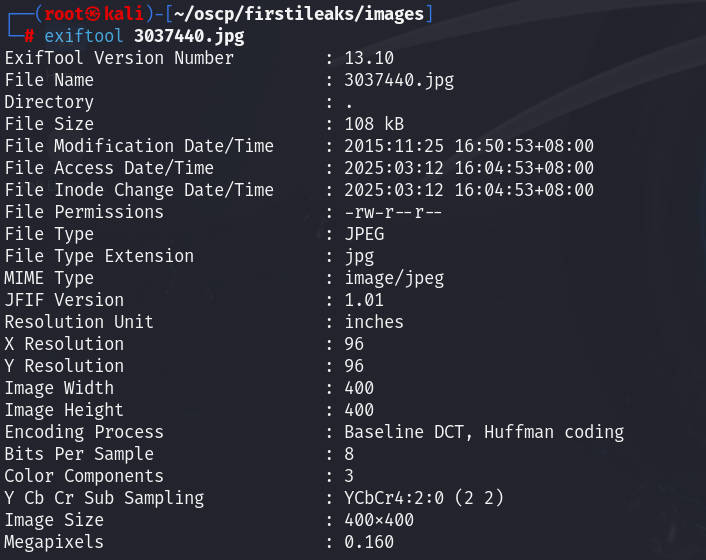 ┌──(root㉿kali)-[~/oscp/firstileaks/images]
└─# exiftool 3037440.jpg
ExifTool Version Number : 13.10
File Name : 3037440.jpg
Directory : .
File Size : 108 kB
File Modification Date/Time : 2015:11:25 16:50:53+08:00
File Access Date/Time : 2025:03:12 16:04:53+08:00
File Inode Change Date/Time : 2025:03:12 16:04:53+08:00
File Permissions : -rw-r--r--
File Type : JPEG
File Type Extension : jpg
MIME Type : image/jpeg
JFIF Version : 1.01
Resolution Unit : inches
X Resolution : 96
Y Resolution : 96
Image Width : 400
Image Height : 400
Encoding Process : Baseline DCT, Huffman coding
Bits Per Sample : 8
Color Components : 3
Y Cb Cr Sub Sampling : YCbCr4:2:0 (2 2)
Image Size : 400×400
Megapixels : 0.160